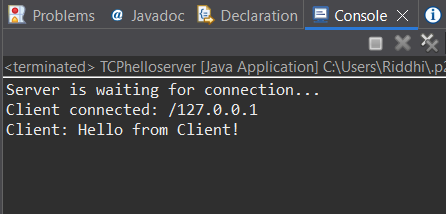 Problems @ Javadoc Declaration Console ×
<terminated> TCPhelloserver [Java Application] C:\Users\Riddhi\.p2
Server is waiting for connection...
Client connected: /127.0.0.1
Client: Hello from Client!